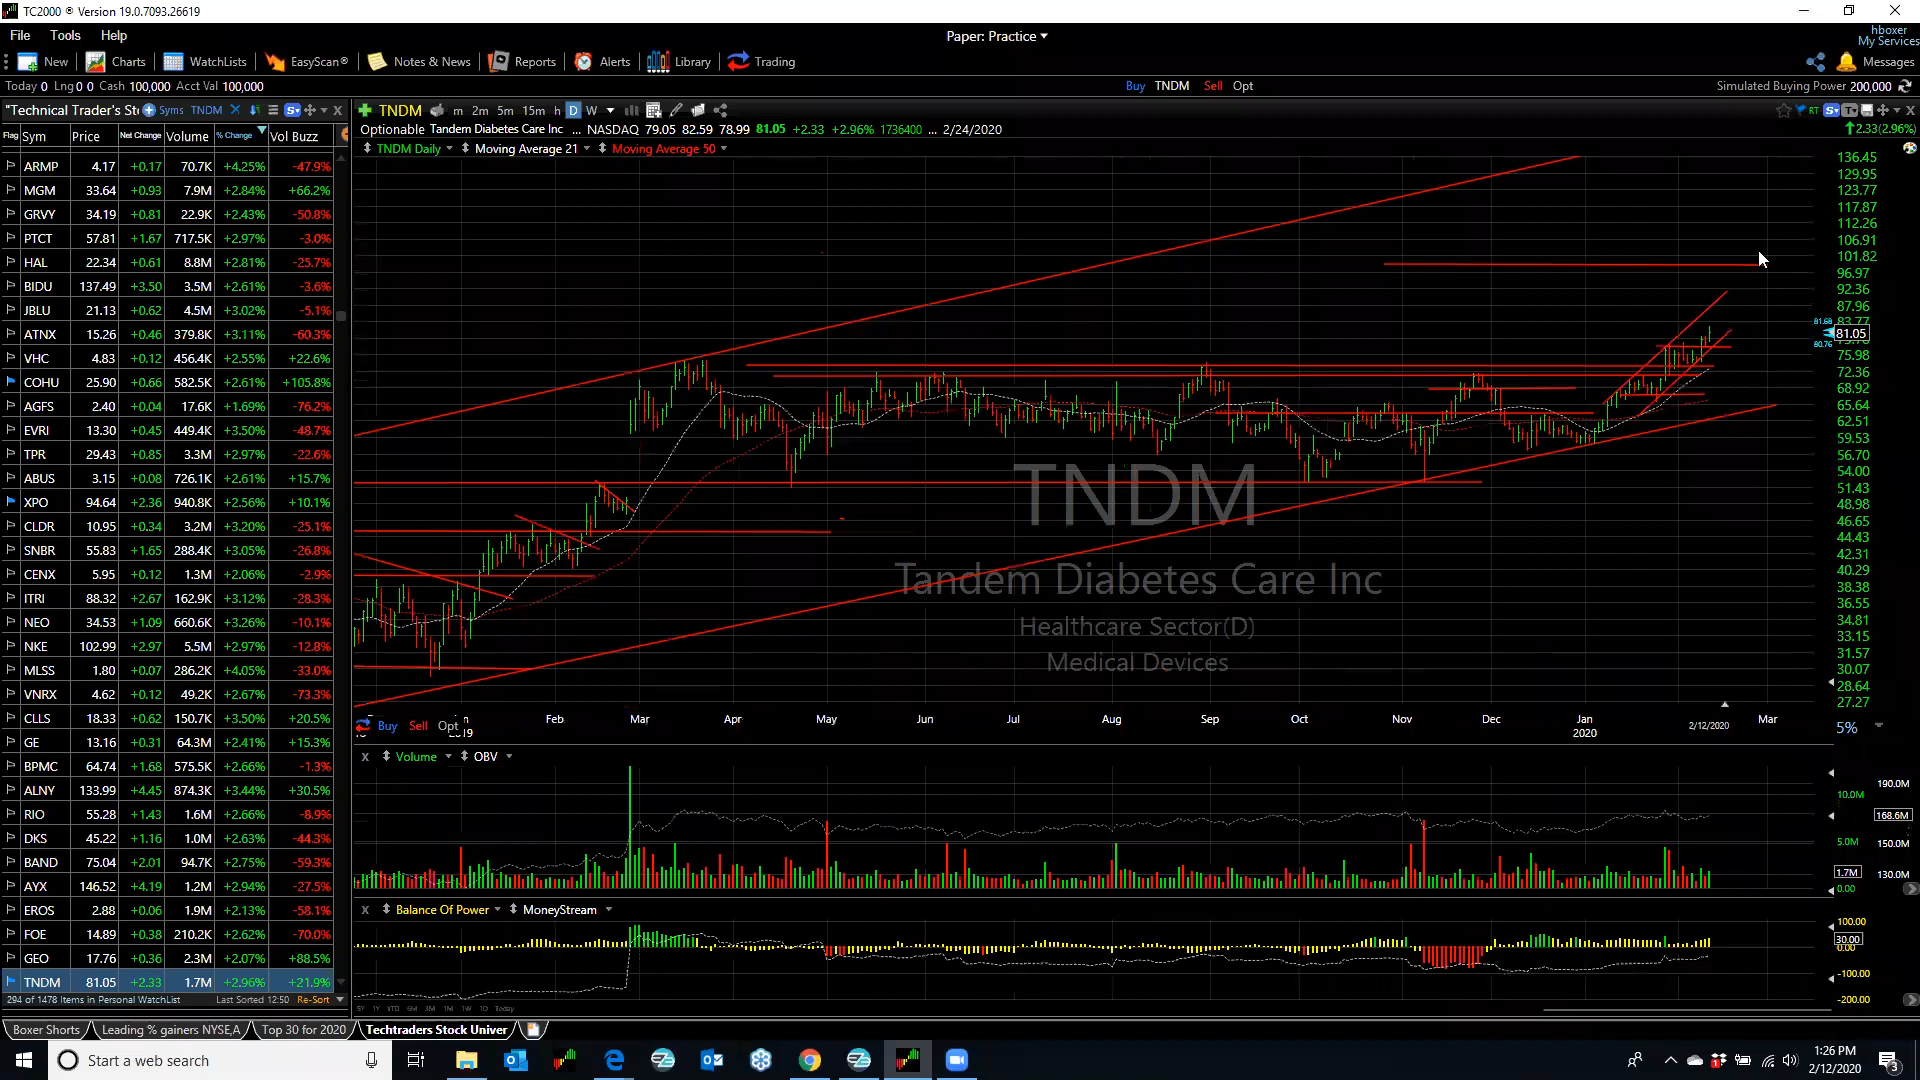 TC2000 ® Version 19.0.7093.26619
File Tools Help
Paper: Practice
hboxer
My Services
New Charts WatchLists EasyScan® Notes & News Reports Alerts Library Trading
Messages
Today 0 Lng 0 0 Cash 100,000 Acct Val 100,000
Buy TNDM Sell Opt
Simulated Buying Power 200,000
"Technical Trader's Sto Syms TNDM
TNDM m 2m 5m 15m h D W
Optionable Tandem Diabetes Care Inc ... NASDAQ 79.05 82.59 78.99 81.05 +2.33 +2.96% 1736400 ... 2/24/2020
2.33(2.96%)
TNDM Daily Moving Average 21 Moving Average 50
Flag Sym Price Net Change Volume % Change Vol Buzz
ARMP 4.17 +0.17 70.7K +4.25% -47.9%
MGM 33.64 +0.93 7.9M +2.84% +66.2%
GRVY 34.19 +0.81 22.9K +2.43% -50.8%
PTCT 57.81 +1.67 717.5K +2.97% -3.0%
HAL 22.34 +0.61 8.8M +2.81% -25.7%
BIDU 137.49 +3.50 3.5M +2.61% -3.6%
JBLU 21.13 +0.62 4.5M +3.02% -5.1%
ATNX 15.26 +0.46 379.8K +3.11% -60.3%
VHC 4.83 +0.12 456.4K +2.55% +22.6%
COHU 25.90 +0.66 582.5K +2.61% +105.8%
AGFS 2.40 +0.04 17.6K +1.69% -76.2%
EVRI 13.30 +0.45 449.4K +3.50% -48.7%
TPR 29.43 +0.85 3.3M +2.97% -22.6%
ABUS 3.15 +0.08 726.1K +2.61% +15.7%
XPO 94.64 +2.36 940.8K +2.56% +10.1%
CLDR 10.95 +0.34 3.2M +3.20% -25.1%
SNBR 55.83 +1.65 288.4K +3.05% -26.8%
CENX 5.95 +0.12 1.3M +2.06% -2.9%
ITRI 88.32 +2.67 162.9K +3.12% -28.3%
NEO 34.53 +1.09 660.6K +3.26% -10.1%
NKE 102.99 +2.97 5.5M +2.97% -12.8%
MLSS 1.80 +0.07 286.2K +4.05% -33.0%
VNRX 4.62 +0.12 49.2K +2.67% -73.3%
CLLS 18.33 +0.62 150.7K +3.50% +20.5%
GE 13.16 +0.31 64.3M +2.41% +15.3%
BPMC 64.74 +1.68 575.5K +2.66% -1.3%
ALNY 133.99 +4.45 874.3K +3.44% +30.5%
RIO 55.28 +1.43 1.6M +2.66% -8.9%
DKS 45.22 +1.16 1.0M +2.63% -44.3%
BAND 75.04 +2.01 94.7K +2.75% -59.3%
AYX 146.52 +4.19 1.2M +2.94% -27.5%
EROS 2.88 +0.06 1.9M +2.13% -58.1%
FOE 14.89 +0.38 210.2K +2.62% -70.0%
GEO 17.76 +0.36 2.3M +2.07% +88.5%
TNDM 81.05 +2.33 1.7M +2.96% +21.9%
294 of 1478 Items in Personal WatchList Last Sorted 12:50 Re-Sort
136.45
129.95
123.77
117.87
112.26
106.91
101.82
96.97
92.36
87.96
81.68 83.77
81.05
80.76
75.98
72.36
68.92
65.64
62.51
59.53
56.70
54.00
51.43
48.98
46.65
44.43
42.31
40.29
38.38
36.55
34.81
33.15
31.57
30.07
28.64
27.27
TNDM
Tandem Diabetes Care Inc
Healthcare Sector(D)
Medical Devices
Feb Mar Apr May Jun Jul Aug Sep Oct Nov Dec Jan Mar
Buy Sell Opt
2019 2020 2/12/2020
5%
Volume OBV
190.0M
10.0M
168.6M
5.0M 150.0M
1.7M 130.0M
0.00
Balance Of Power MoneyStream
100.00
30.00
-100.00
-200.00
5Y 1Y YTD 6M 3M 1M 1W 1D Today
Boxer Shorts Leading % gainers NYSE,A Top 30 for 2020 Techtraders Stock Univer
Start a web search
1:26 PM
2/12/2020
3